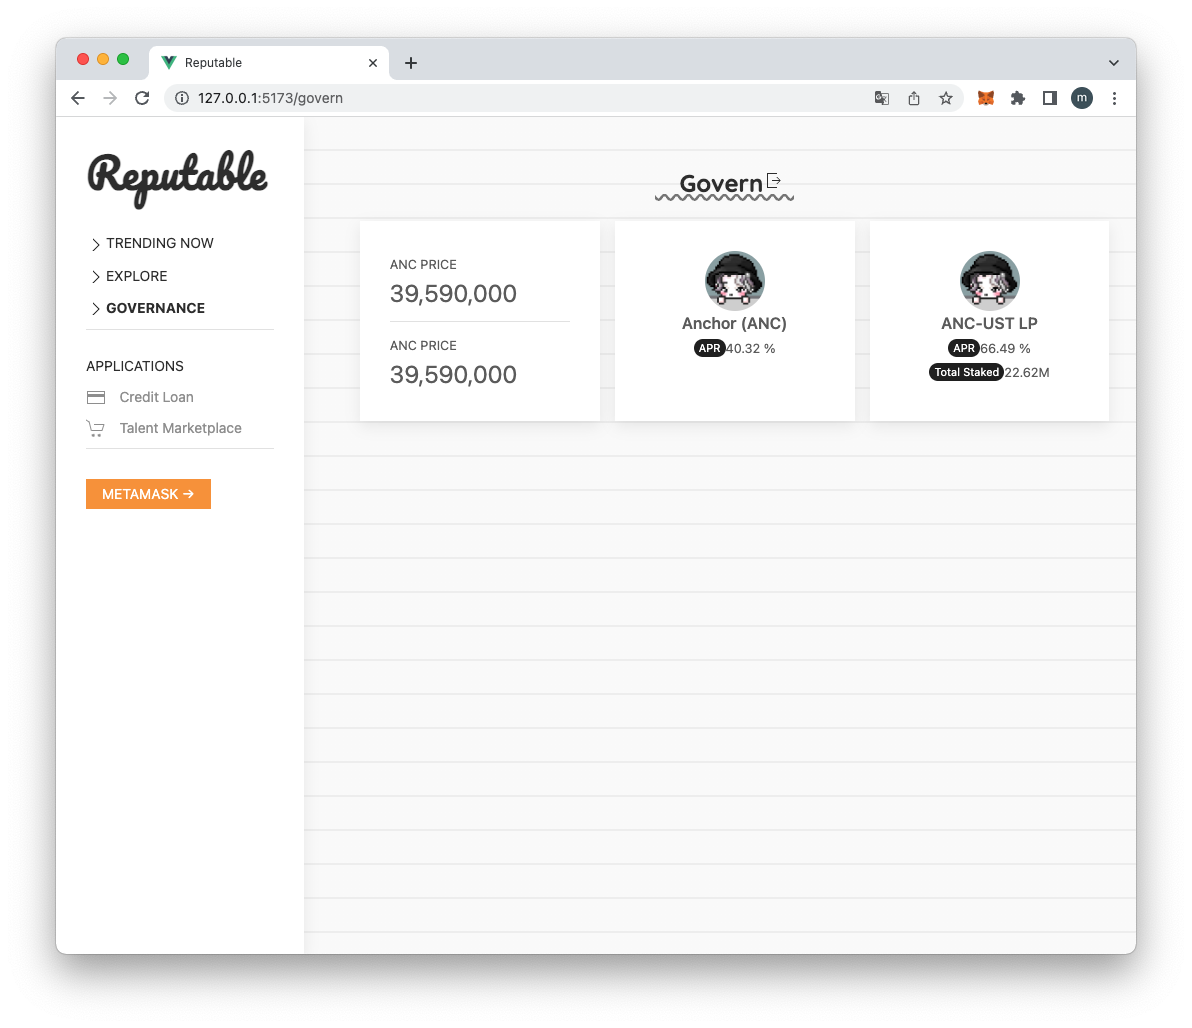 Reputable
127.0.0.1:5173/govern
m
Reputable
TRENDING NOW
EXPLORE
GOVERNANCE
APPLICATIONS
Credit Loan
Talent Marketplace
METAMASK →
Govern
ANC PRICE
39,590,000
ANC PRICE
39,590,000
Anchor (ANC)
APR 40.32 %
ANC-UST LP
APR 66.49 %
Total Staked 22.62M